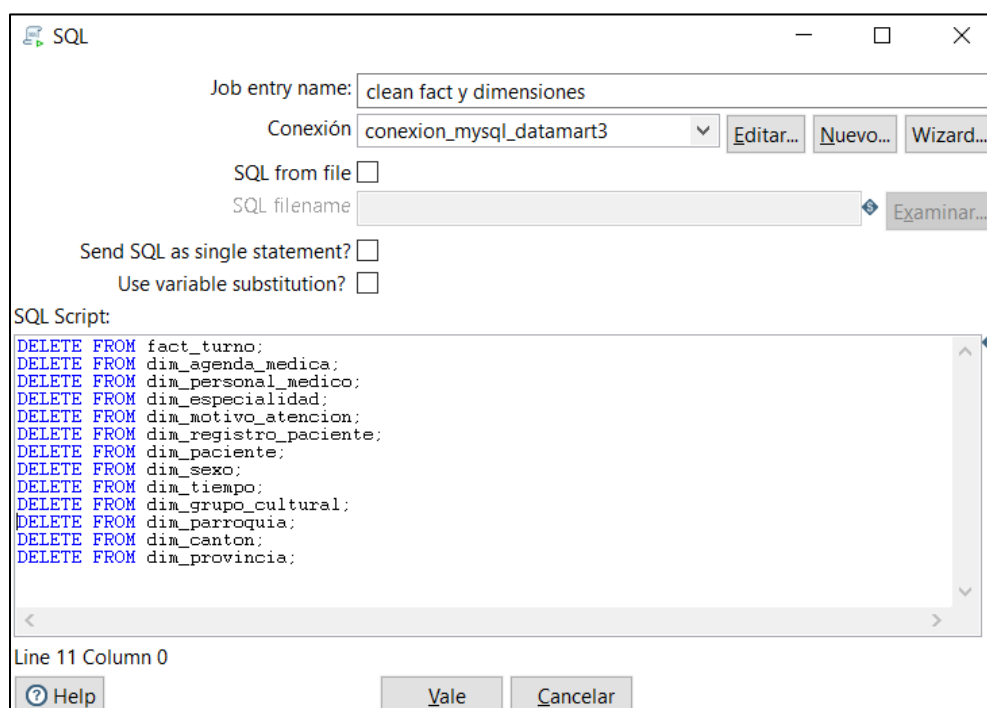 SQL
Job entry name: clean fact y dimensiones
Conexión conexion_mysql_datamart3 Editar... Nuevo... Wizard...
SQL from file
SQL filename Examinar...
Send SQL as single statement?
Use variable substitution?
SQL Script:
DELETE FROM fact_turno;
DELETE FROM dim_agenda_medica;
DELETE FROM dim_personal_medico;
DELETE FROM dim_especialidad;
DELETE FROM dim_motivo_atencion;
DELETE FROM dim_registro_paciente;
DELETE FROM dim_paciente;
DELETE FROM dim_sexo;
DELETE FROM dim_tiempo;
DELETE FROM dim_grupo_cultural;
DELETE FROM dim_parroquia;
DELETE FROM dim_canton;
DELETE FROM dim_provincia;
Line 11 Column 0
Help Vale Cancelar